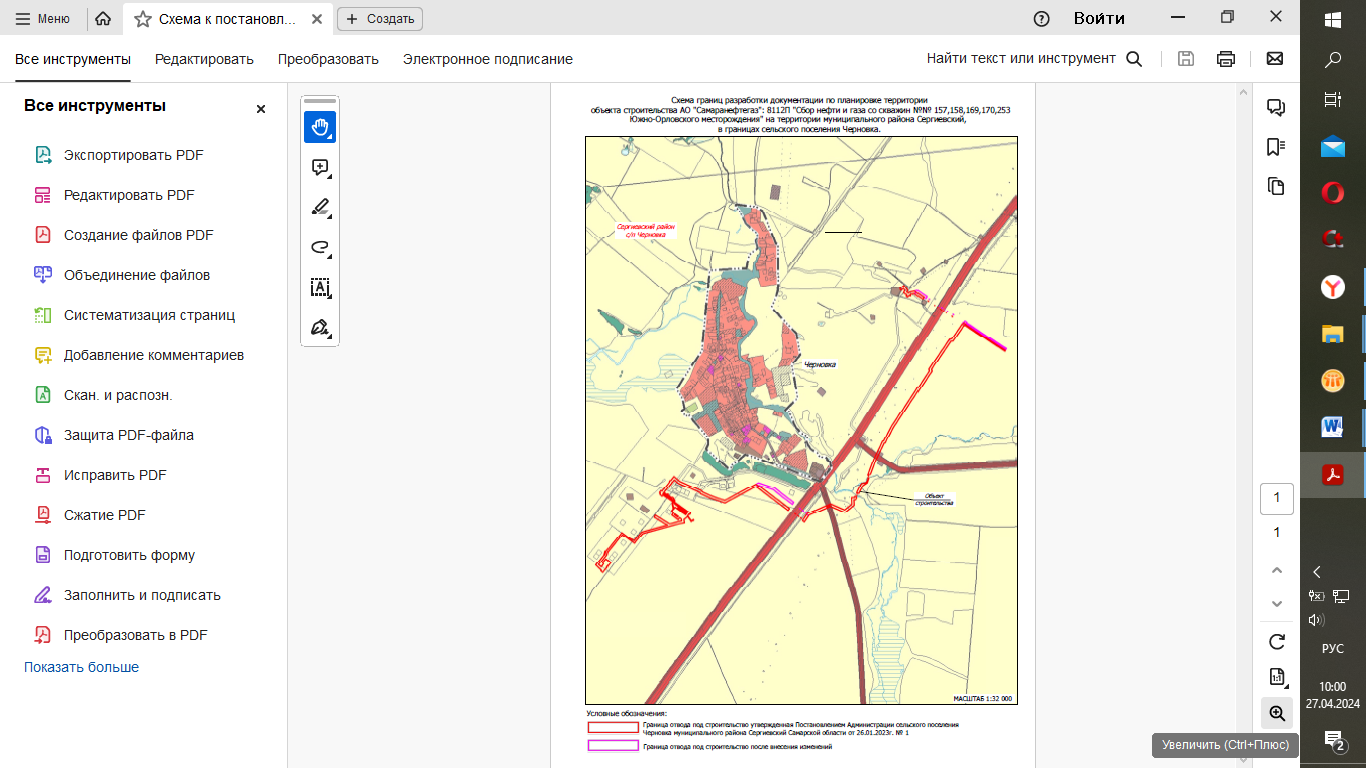 Меню
Схема к постановл...
Создать
Войти
Все инструменты
Редактировать
Преобразовать
Электронное подписание
Найти текст или инструмент
Все инструменты
Экспортировать PDF
Редактировать PDF
Создание файлов PDF
Объединение файлов
Систематизация страниц
Добавление комментариев
Скан. и распозн.
Защита PDF-файла
Исправить PDF
Сжатие PDF
Подготовить форму
Заполнить и подписать
Преобразовать в PDF
Показать больше
Схема границ разработки документации по планировке территории
объекта строительства АО "Самаранефтегаз": 8112П "Сбор нефти и газа со скважин №№ 157,158,169,170,253
Южно-Орловского месторождения" на территории муниципального района Сергиевский,
в границах сельского поселения Черновка.
Сергиевский район
с/п Черновка
Черновка
Объект
строительства
МАСШТАБ 1:32 000
Условные обозначения:
Граница отвода под строительство утвержденная Постановлением Администрации сельского поселения
Черновка муниципального района Сергиевский Самарской области от 26.01.2023г. № 1
Граница отвода под строительство после внесения изменений
1
1
1:1
Увеличить (Ctrl+Плюс)
РУС
10:00
27.04.2024
2